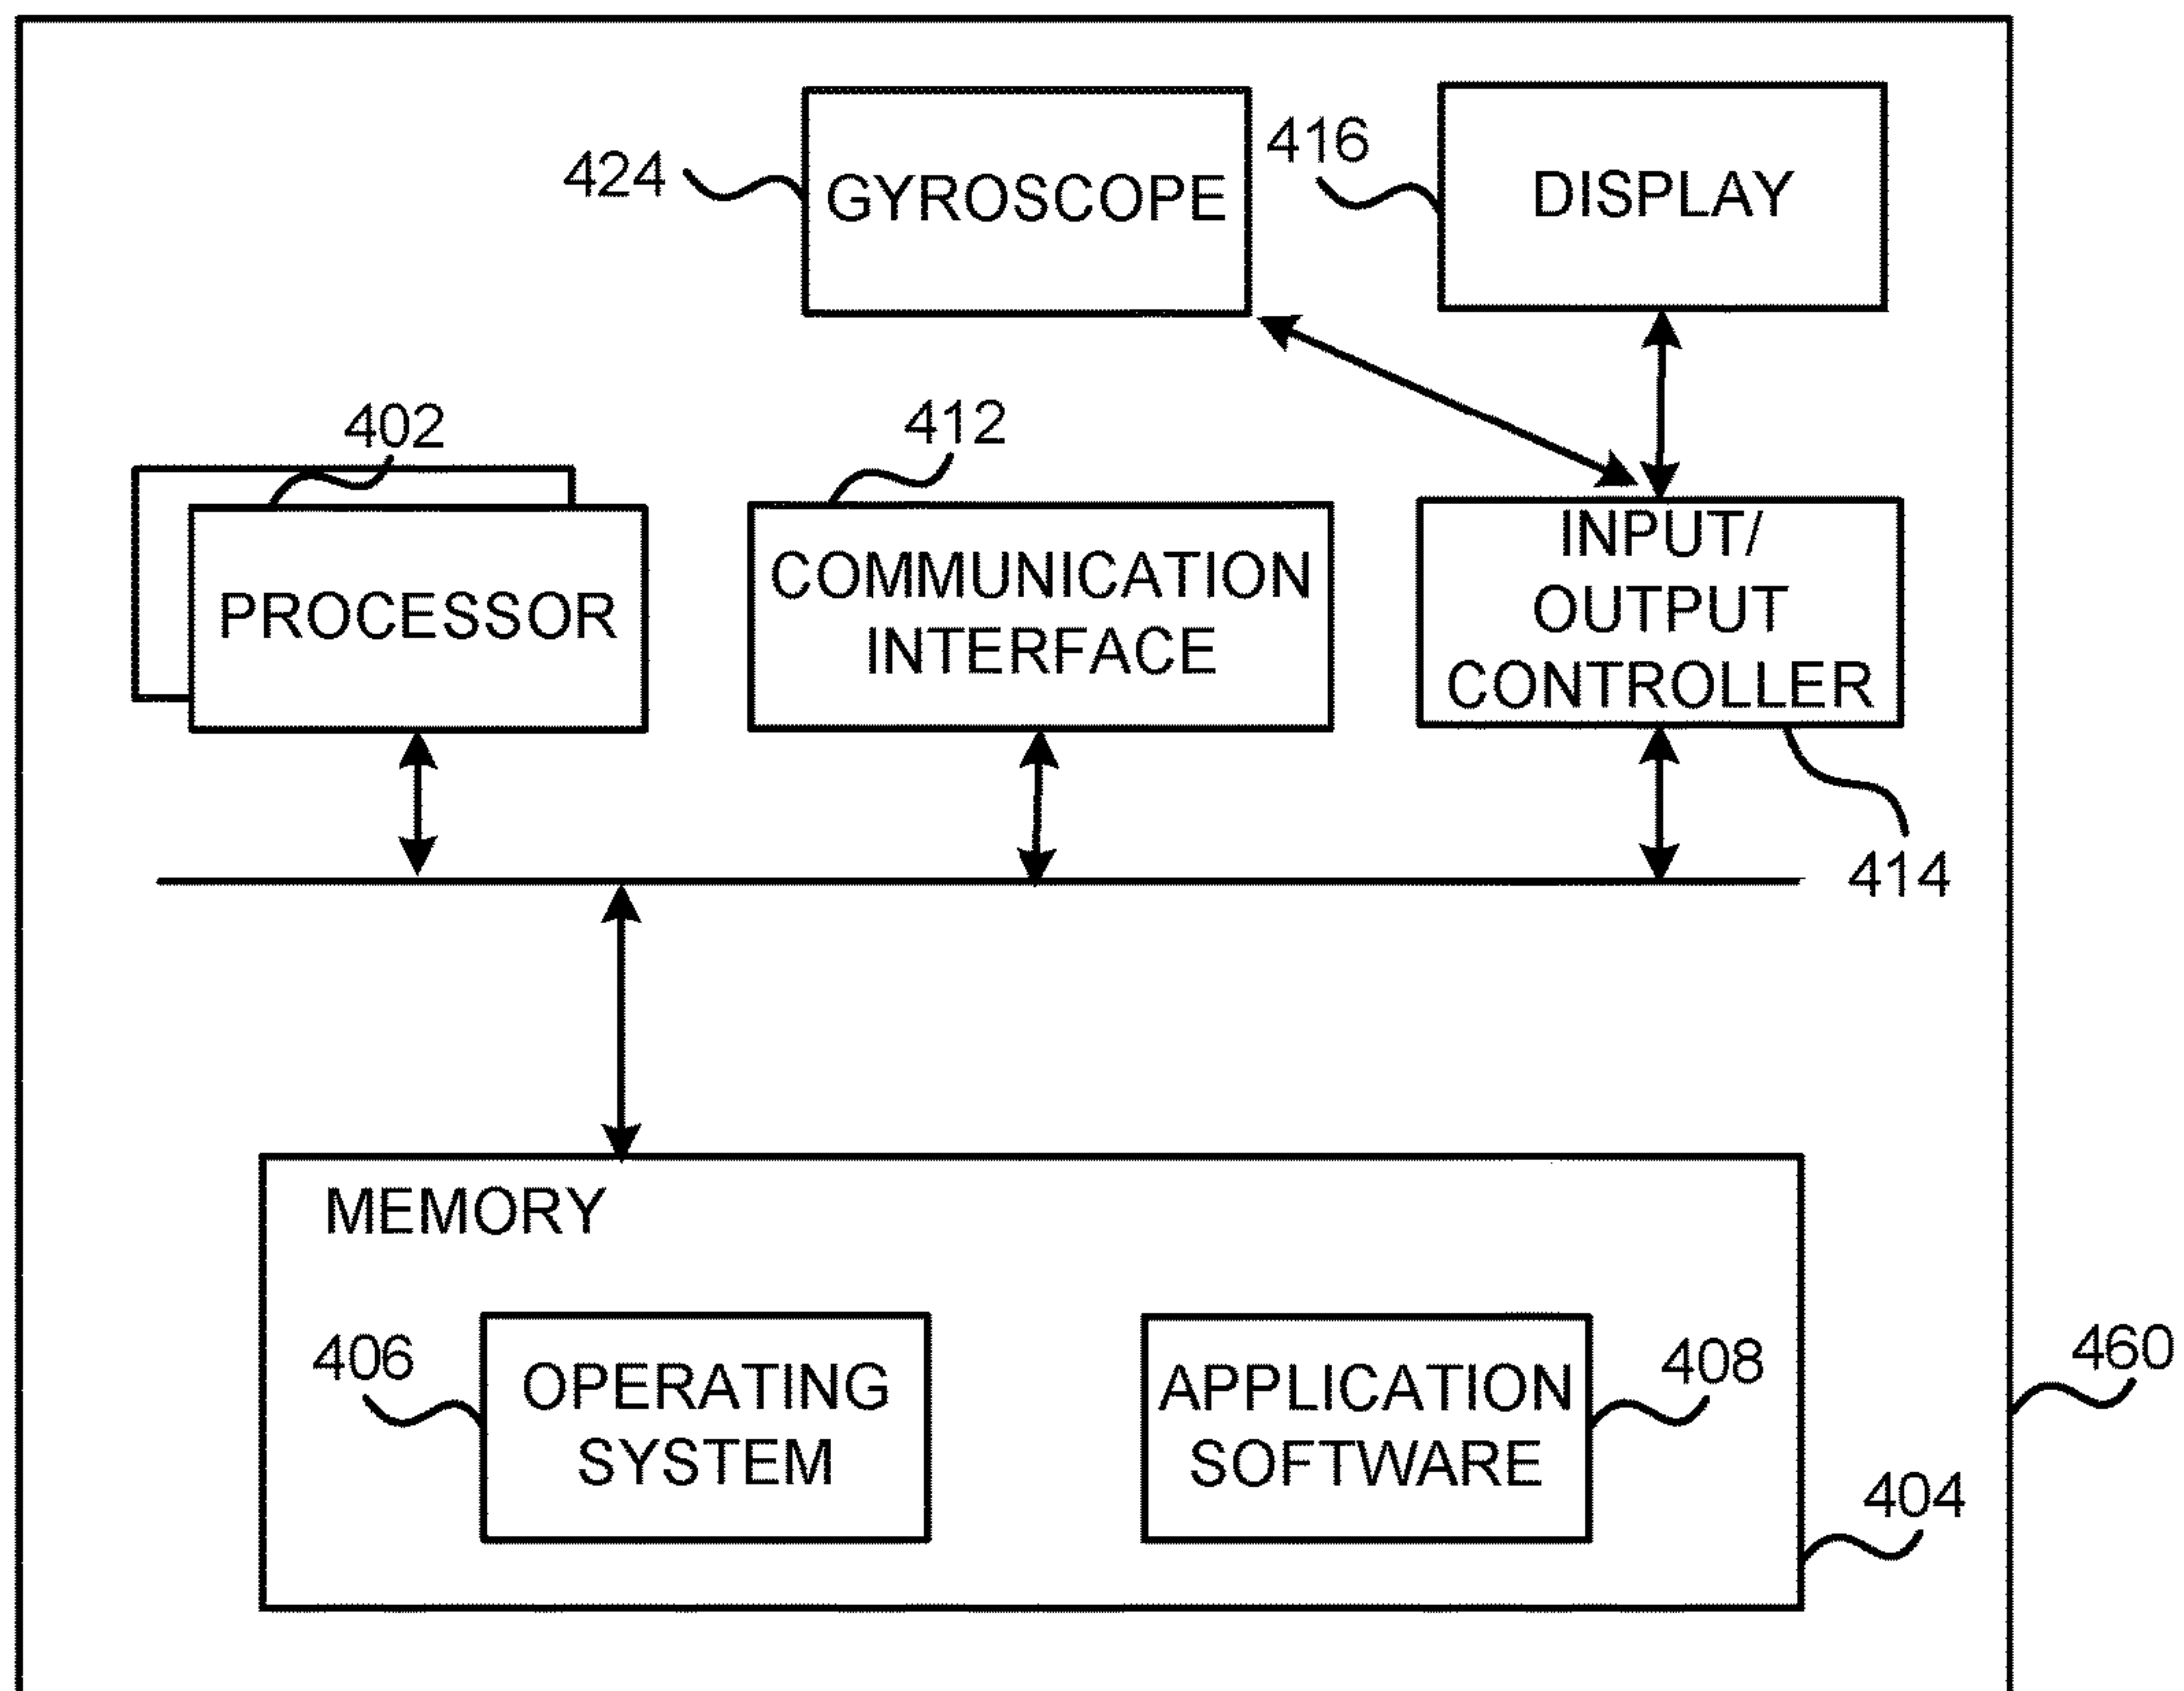 424
GYROSCOPE
416
DISPLAY
402
PROCESSOR
412
COMMUNICATION
INTERFACE
INPUT/
OUTPUT
CONTROLLER
414
MEMORY
406
OPERATING
SYSTEM
APPLICATION
SOFTWARE
408
460
404